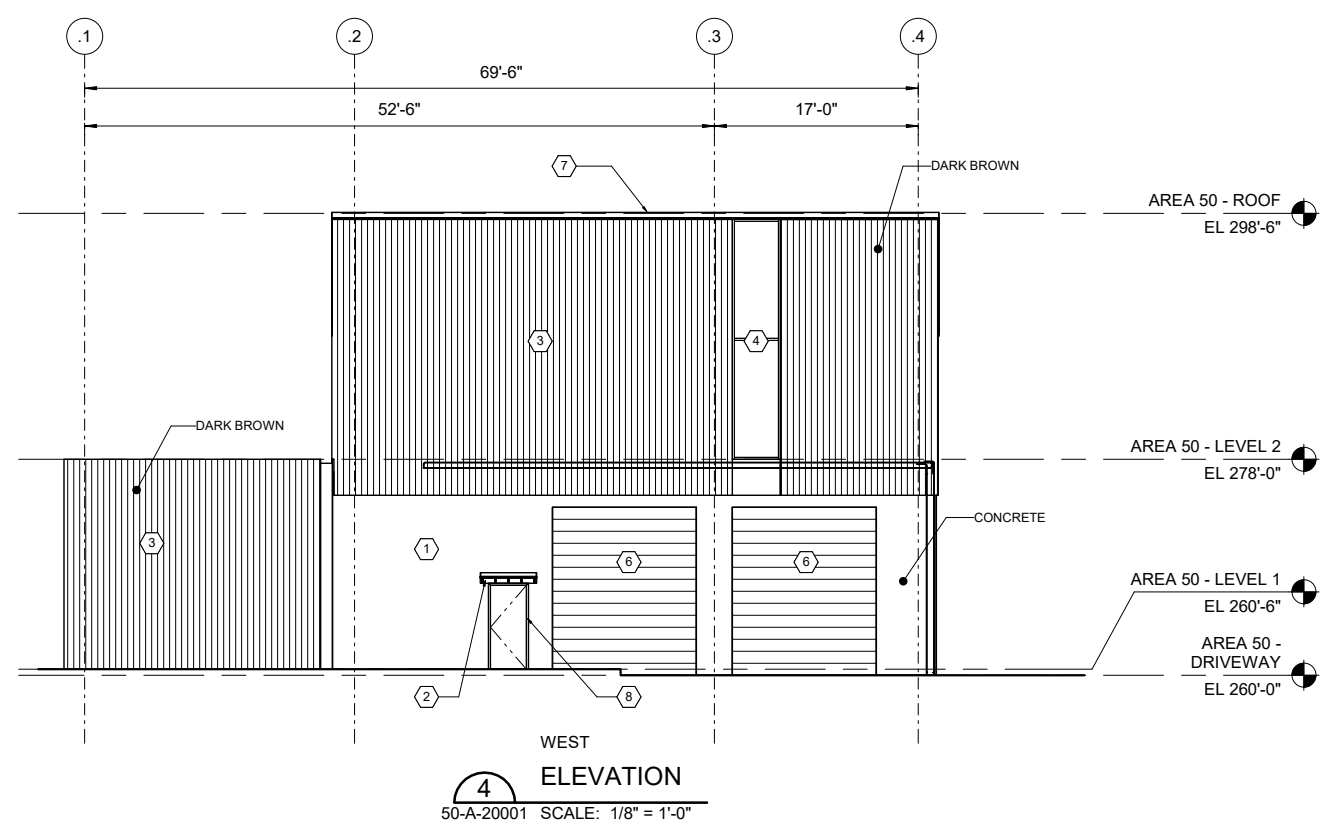 .1
.2
.3
.4
69'-6"
52'-6"
17'-0"
7
DARK BROWN
AREA 50 - ROOF
EL 298'-6"
3
4
DARK BROWN
AREA 50 - LEVEL 2
EL 278'-0"
CONCRETE
3
1
6
6
AREA 50 - LEVEL 1
EL 260'-6"
AREA 50 -
DRIVEWAY
EL 260'-0"
2
8
WEST
4
ELEVATION
50-A-20001
SCALE: 1/8" = 1'-0"